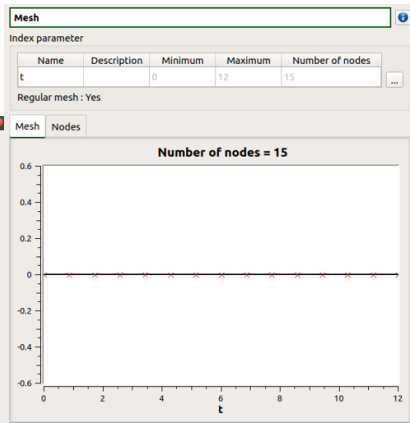 Mesh
Index parameter
Name Description Minimum Maximum Number of nodes
t 0 12 15
...
Regular mesh : Yes
Mesh Nodes
Number of nodes = 15
0.6
0.4
0.2
0
-0.2
-0.4
-0.6
0 2 4 6 8 10 12
t